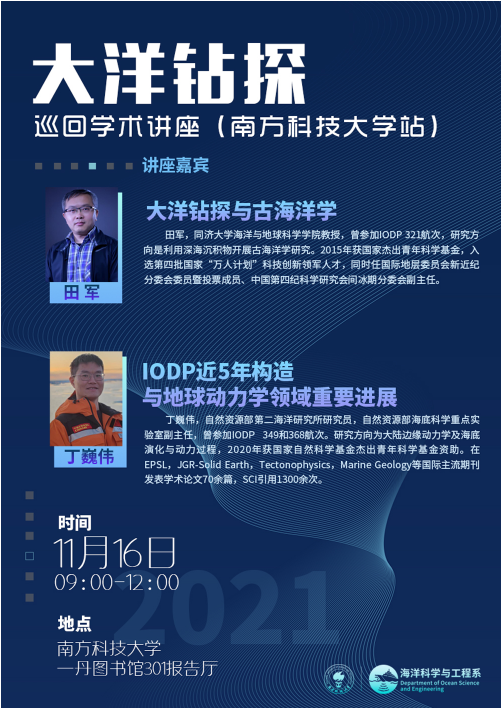 大洋钻探
巡回学术讲座（南方科技大学站）
讲座嘉宾
大洋钻探与古海洋学
田军，同济大学海洋与地球科学学院教授，曾参加IODP 321航次，研究方
向是利用深海沉积物开展古海洋学研究。2015年获国家杰出青年科学基金，入
选第四批国家“万人计划”科技创新领军人才，同时任国际地层委员会新近纪
分委会委员暨投票成员、中国第四纪科学研究会间冰期分委会副主任。
田 军
IODP近5年构造
与地球动力学领域重要进展
丁巍伟，自然资源部第二海洋研究所研究员，自然资源部海底科学重点实
验室副主任，曾参加IODP 349和368航次。研究方向为大陆边缘动力学及海底
演化与动力过程，2020年获国家自然科学基金杰出青年科学基金资助。在
EPSL，JGR-Solid Earth，Tectonophysics，Marine Geology等国际主流期刊
发表学术论文70余篇，SCI引用1300余次。
丁巍伟
时间
11月16日
09:00-12:00
2021
地点
南方科技大学
一丹图书馆301报告厅
海洋科学与工程系
Department of Ocean Science
and Engineering